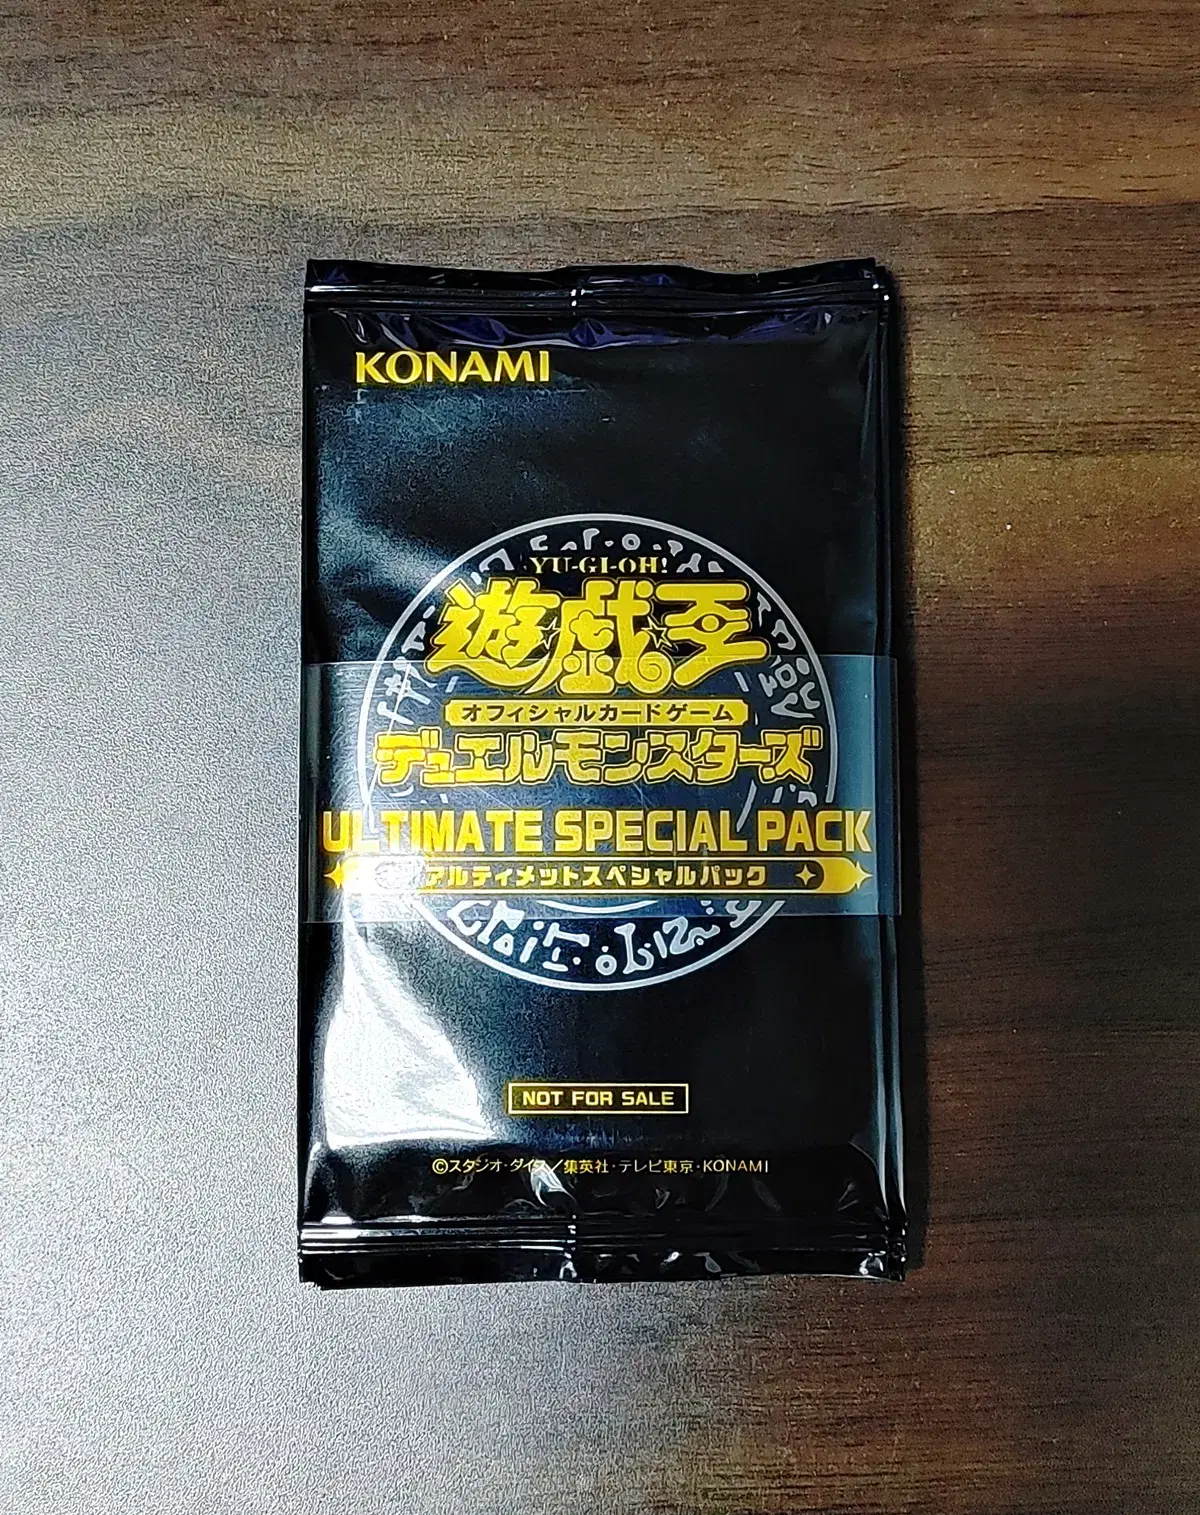 KONAMI
YU-GI-OH!
遊戯王
オフィシャルカードゲーム
デュエルモンスターズ
ULTIMATE SPECIAL PACK
アルティメットスペシャルパック
NOT FOR SALE
©スタジオ・ダイス／集英社・テレビ東京・KONAMI